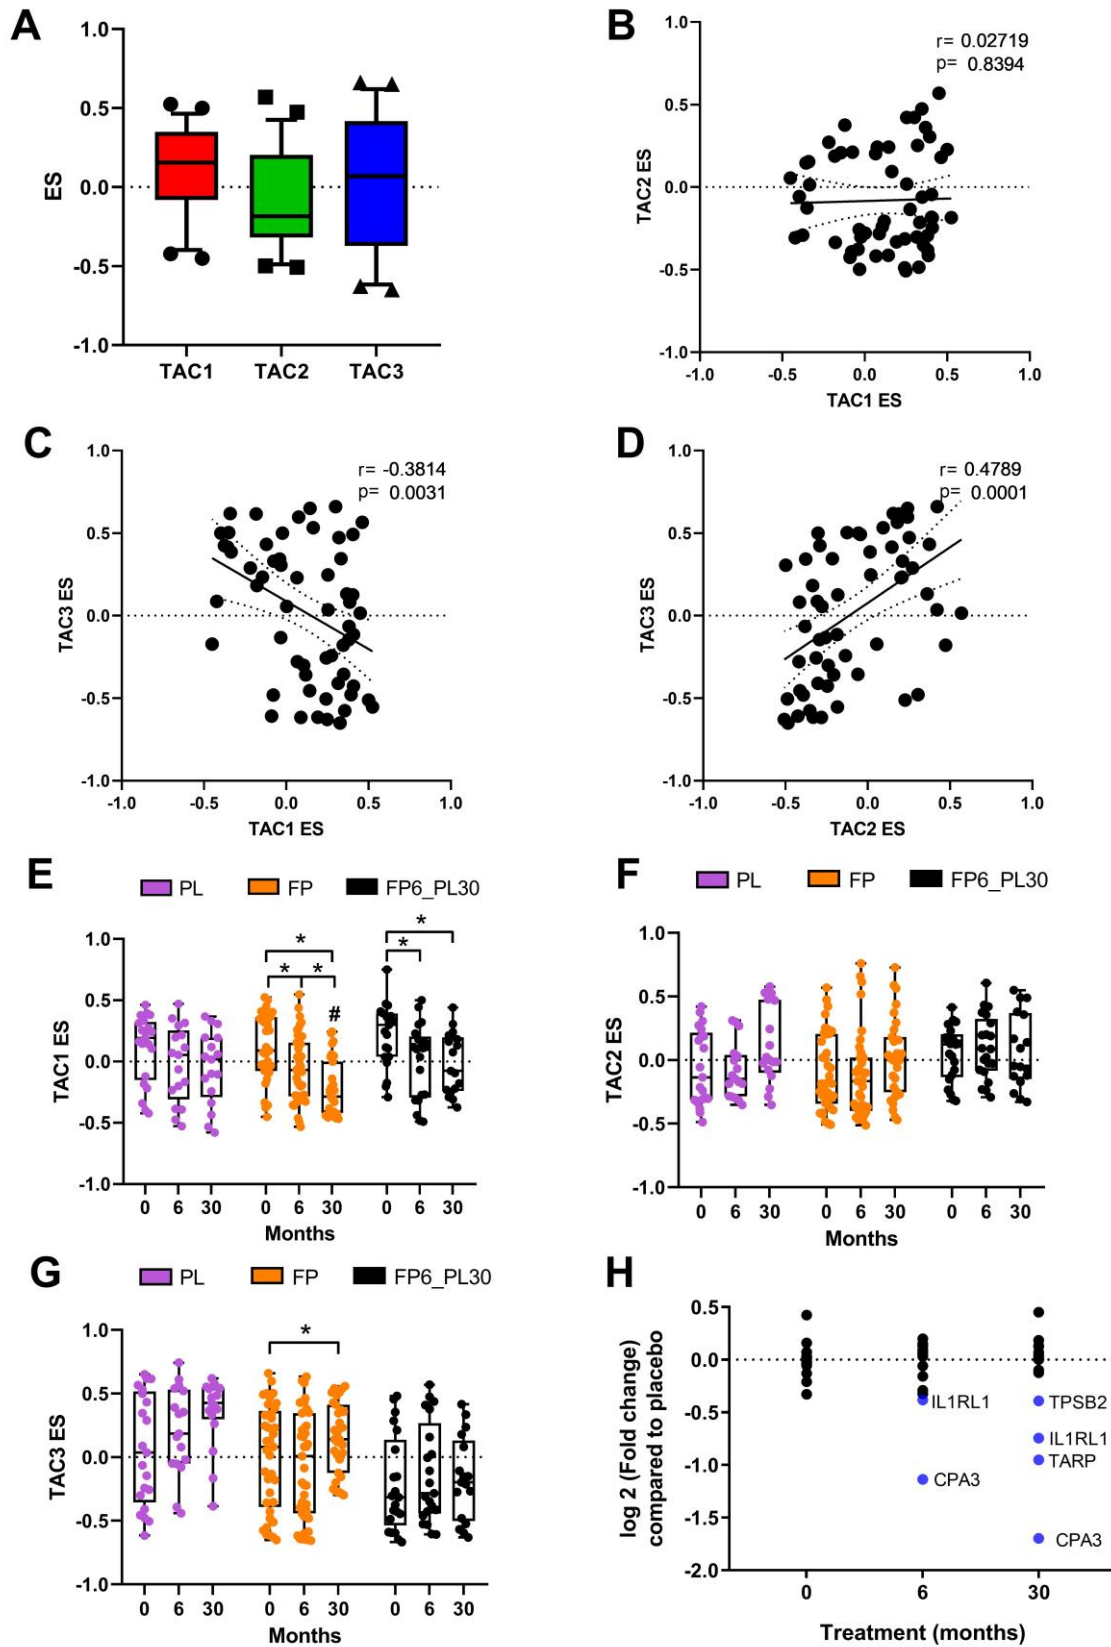 A
1.0
0.5
0.0
-0.5
-1.0
ES
TAC1 TAC2 TAC3
B
r= 0.02719
p= 0.8394
1.0
0.5
0.0
-0.5
-1.0
TAC2 ES
-1.0 -0.5 0.0 0.5 1.0
TAC1 ES
C
r= -0.3814
p= 0.0031
1.0
0.5
0.0
-0.5
-1.0
TAC3 ES
-1.0 -0.5 0.0 0.5 1.0
TAC1 ES
D
r= 0.4789
p= 0.0001
1.0
0.5
0.0
-0.5
-1.0
TAC3 ES
-1.0 -0.5 0.0 0.5 1.0
TAC2 ES
E
PL FP FP6_PL30
1.0
0.5
0.0
-0.5
-1.0
TAC1 ES
* *
* * *
#
0 6 30 0 6 30 0 6 30
Months
F
PL FP FP6_PL30
1.0
0.5
0.0
-0.5
-1.0
TAC2 ES
0 6 30 0 6 30 0 6 30
Months
G
PL FP FP6_PL30
1.0
0.5
0.0
-0.5
-1.0
TAC3 ES
*
0 6 30 0 6 30 0 6 30
Months
H
0.5
0.0
-0.5
-1.0
-1.5
-2.0
log 2 (Fold change)
compared to placebo
IL1RL1
CPA3
TPSB2
IL1RL1
TARP
CPA3
0 6 30
Treatment (months)